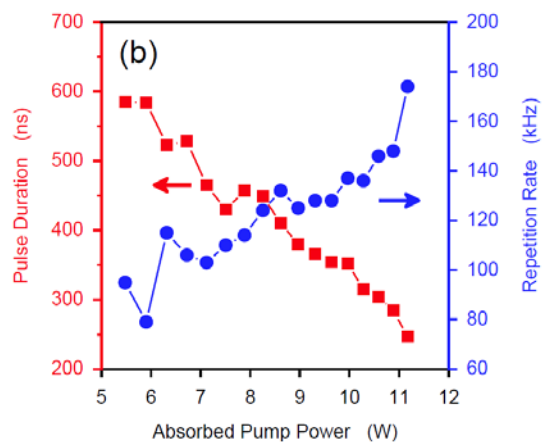 (b)
Pulse Duration (ns)
700
600
500
400
300
200
200
180
160
140
120
100
80
60
Repetition Rate (kHz)
5 6 7 8 9 10 11 12
Absorbed Pump Power (W)